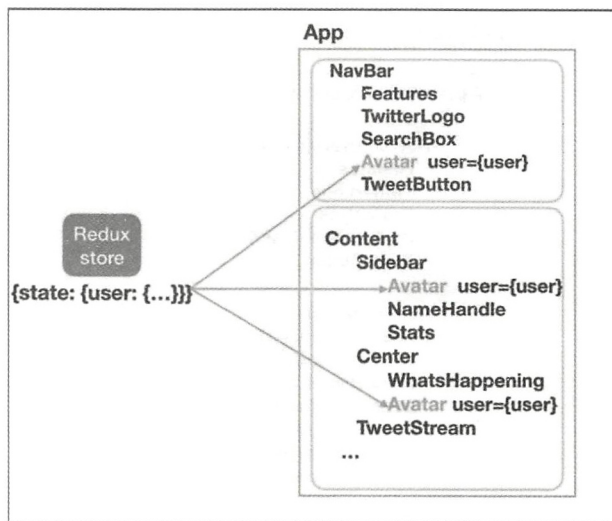 App
NavBar
Features
TwitterLogo
SearchBox
Avatar user={user}
TweetButton
Redux
store
{state: {user: {...}}}
Content
Sidebar
Avatar user={user}
NameHandle
Stats
Center
WhatsHappening
Avatar user={user}
TweetStream
...